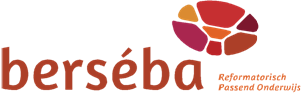 berséba
Reformatorisch
Passend Onderwijs